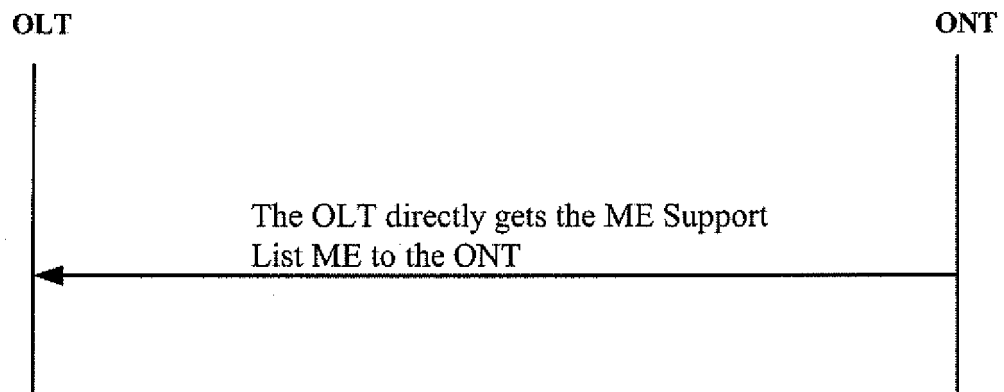 OLT
ONT
The OLT directly gets the ME Support
List ME to the ONT